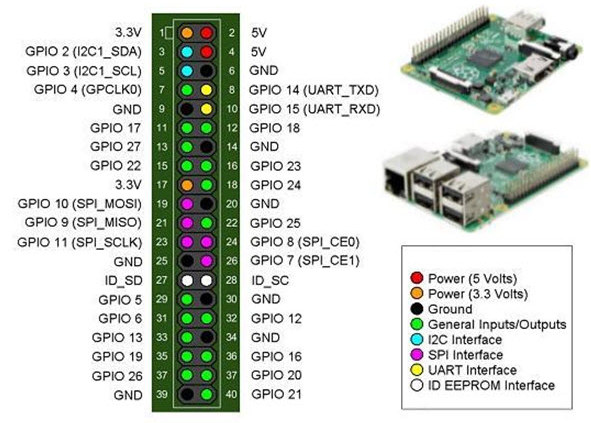 3.3V 1 2 5V
GPIO 2 (I2C1_SDA) 3 4 5V
GPIO 3 (I2C1_SCL) 5 6 GND
GPIO 4 (GPCLK0) 7 8 GPIO 14 (UART_TXD)
GND 9 10 GPIO 15 (UART_RXD)
GPIO 17 11 12 GPIO 18
GPIO 27 13 14 GND
GPIO 22 15 16 GPIO 23
3.3V 17 18 GPIO 24
GPIO 10 (SPI_MOSI) 19 20 GND
GPIO 9 (SPI_MISO) 21 22 GPIO 25
GPIO 11 (SPI_SCLK) 23 24 GPIO 8 (SPI_CE0)
GND 25 26 GPIO 7 (SPI_CE1)
ID_SD 27 28 ID_SC
GPIO 5 29 30 GND
GPIO 6 31 32 GPIO 12
GPIO 13 33 34 GND
GPIO 19 35 36 GPIO 16
GPIO 26 37 37 GPIO 20
GND 39 40 GPIO 21
Power (5 Volts)
Power (3.3 Volts)
Ground
General Inputs/Outputs
I2C Interface
SPI Interface
UART Interface
ID EEPROM Interface